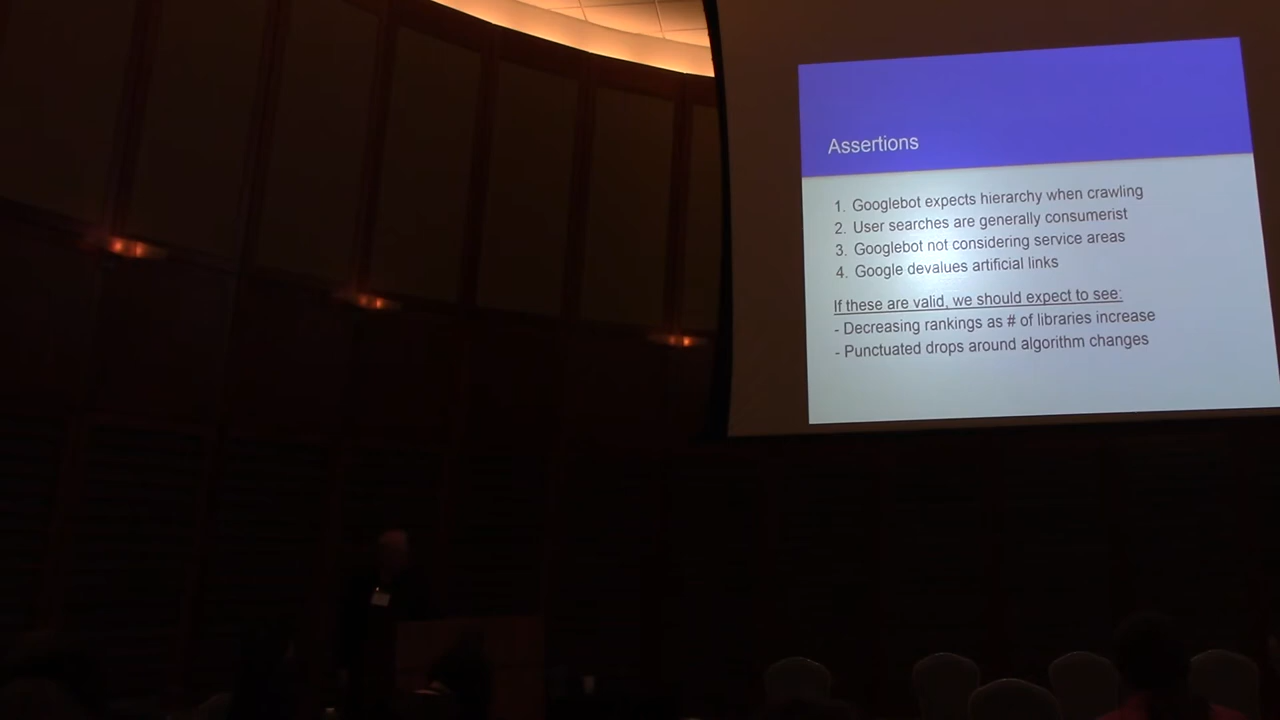 Assertions
1. Googlebot expects hierarchy when crawling
2. User searches are generally consumerist
3. Googlebot not considering service areas
4. Google devalues artificial links
If these are valid, we should expect to see:
- Decreasing rankings as # of libraries increase
- Punctuated drops around algorithm changes